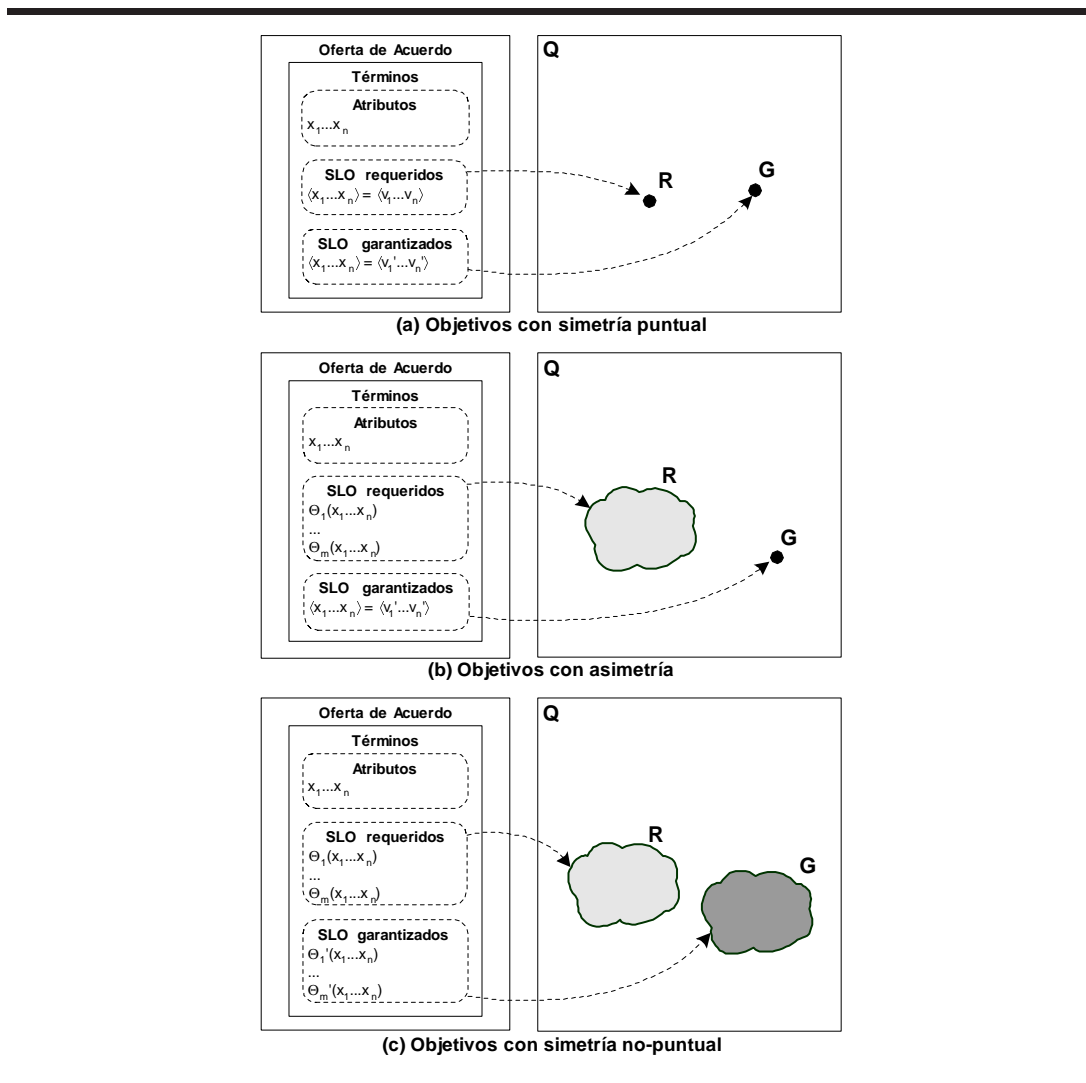 Oferta de Acuerdo
Términos
Atributos
x₁...xₙ
SLO requeridos
⟨x₁...xₙ⟩ = ⟨v₁...vₙ⟩
SLO garantizados
⟨x₁...xₙ⟩ = ⟨v₁'...vₙ'⟩
Q
R
G
(a) Objetivos con simetría puntual
Oferta de Acuerdo
Términos
Atributos
x₁...xₙ
SLO requeridos
Θ₁(x₁...xₙ)
...
Θₘ(x₁...xₙ)
SLO garantizados
⟨x₁...xₙ⟩ = ⟨v₁'...vₙ'⟩
Q
R
G
(b) Objetivos con asimetría
Oferta de Acuerdo
Términos
Atributos
x₁...xₙ
SLO requeridos
Θ₁(x₁...xₙ)
...
Θₘ(x₁...xₙ)
SLO garantizados
Θ₁'(x₁...xₙ)
...
Θₘ'(x₁...xₙ)
Q
R
G
(c) Objetivos con simetría no-puntual